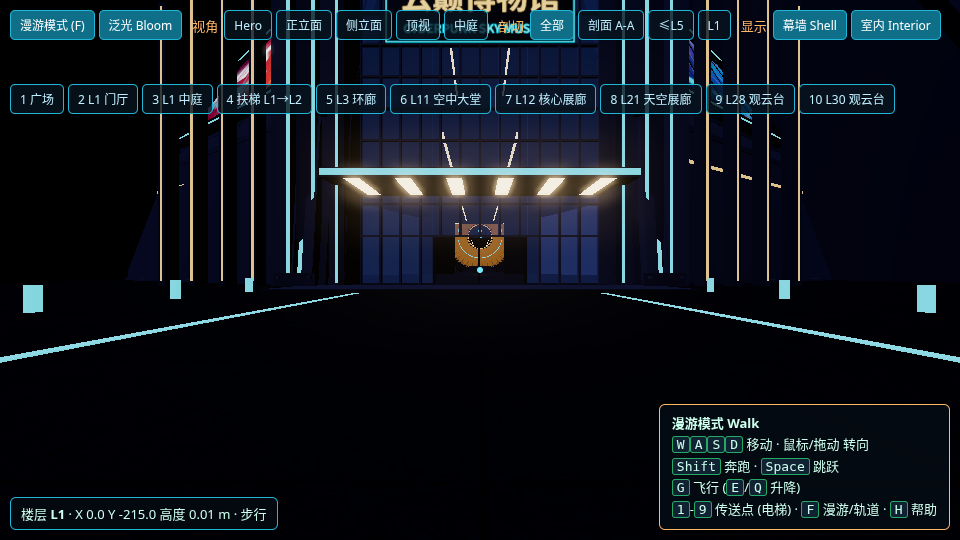 漫游模式 (F) 泛光 Bloom 视角 Hero 正立面 侧立面 顶视 中庭 全部 剖面 A-A ≤L5 L1 显示 幕墙 Shell 室内 Interior
1 广场 2 L1 门厅 3 L1 中庭 4 扶梯 L1→L2 5 L3 环廊 6 L11 空中大堂 7 L12 核心展廊 8 L21 天空展廊 9 L28 观云台 10 L30 观云台
漫游模式 Walk
W A S D 移动 · 鼠标/拖动 转向
Shift 奔跑 · Space 跳跃
G 飞行 (E/Q 升降)
1-9 传送点 (电梯) · F 漫游/轨道 · H 帮助
楼层 L1 · X 0.0 Y -215.0 高度 0.01 m · 步行